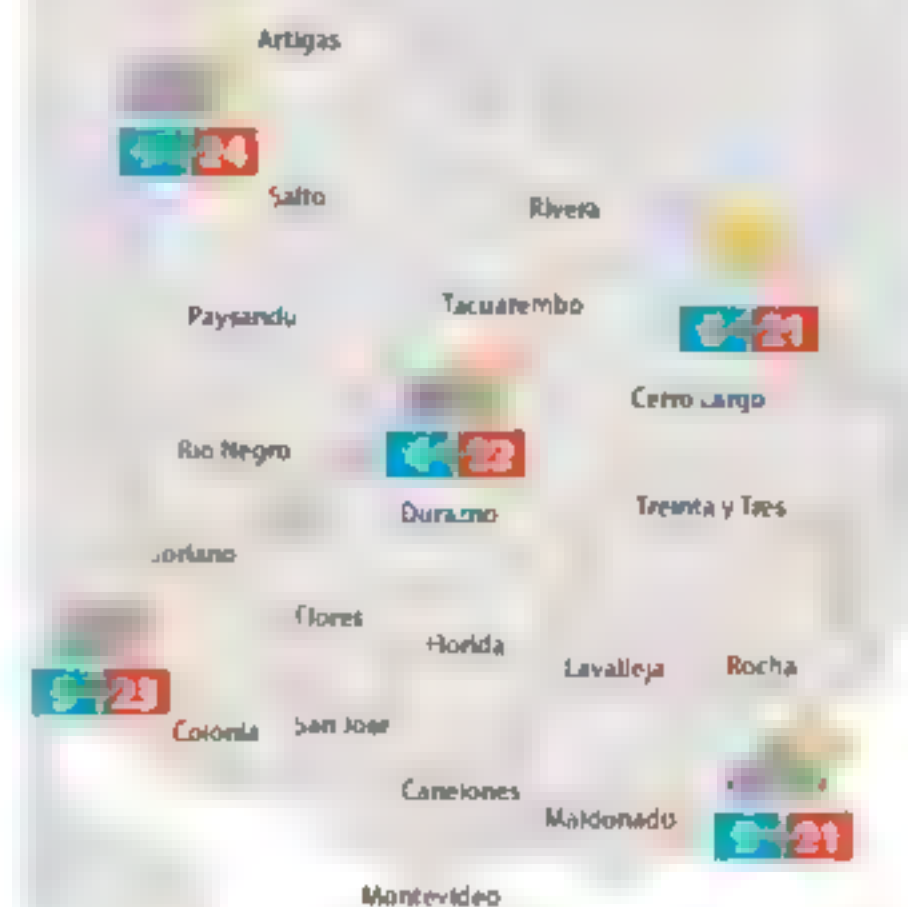 Artigas
24
Salto
Rivera
Paysandu
Tacuarembo
21
Cerro Largo
Rio Negro
Durazno
Treinta y Tres
Soriano
Flores
Florida
Lavalleja
Rocha
23
Colonia
San Jose
Canelones
Maldonado
21
Montevideo